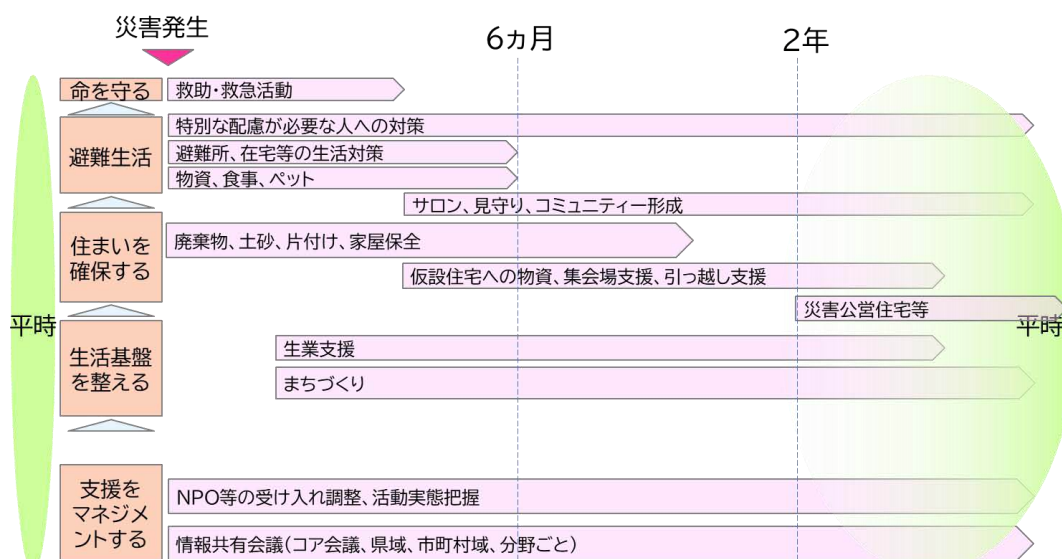 災害発生
6ヵ月
2年
命を守る
救助・救急活動
避難生活
特別な配慮が必要な人への対策
避難所、在宅等の生活対策
物資、食事、ペット
サロン、見守り、コミュニティー形成
住まいを
確保する
廃棄物、土砂、片付け、家屋保全
仮設住宅への物資、集会場支援、引っ越し支援
災害公営住宅等
平時
平時
生活基盤
を整える
生業支援
まちづくり
支援を
マネジメ
ントする
NPO等の受け入れ調整、活動実態把握
情報共有会議(コア会議、県域、市町村域、分野ごと)